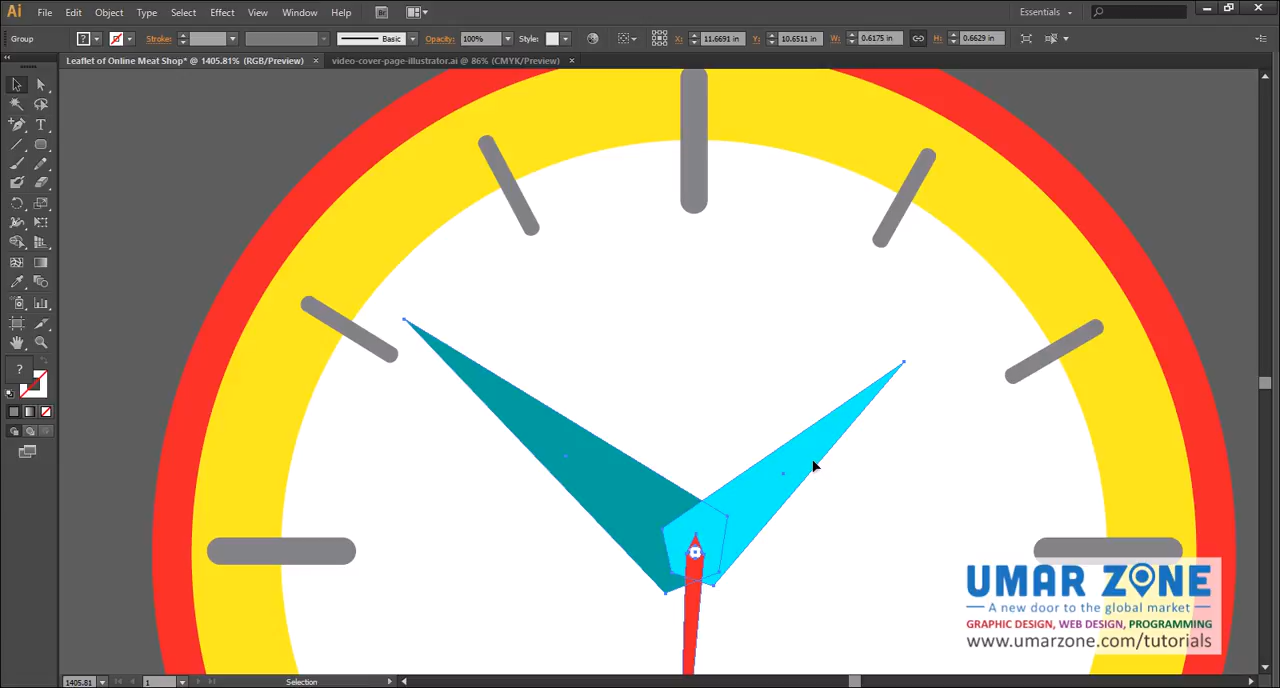 Ai File Edit Object Type Select Effect View Window Help Br Essentials
Group ? Stroke: Basic Opacity: 100% Style: X: 11.6691 in Y: 10.6511 in W: 0.6175 in H: 0.6629 in
Leaflet of Online Meat Shop* @ 1405.81% (RGB/Preview) × video-cover-page-illustrator.ai @ 86% (CMYK/Preview) ×
T
?
UMAR ZONE
A new door to the global market
GRAPHIC DESIGN, WEB DESIGN, PROGRAMMING
www.umarzone.com/tutorials
1405.81 1 Selection